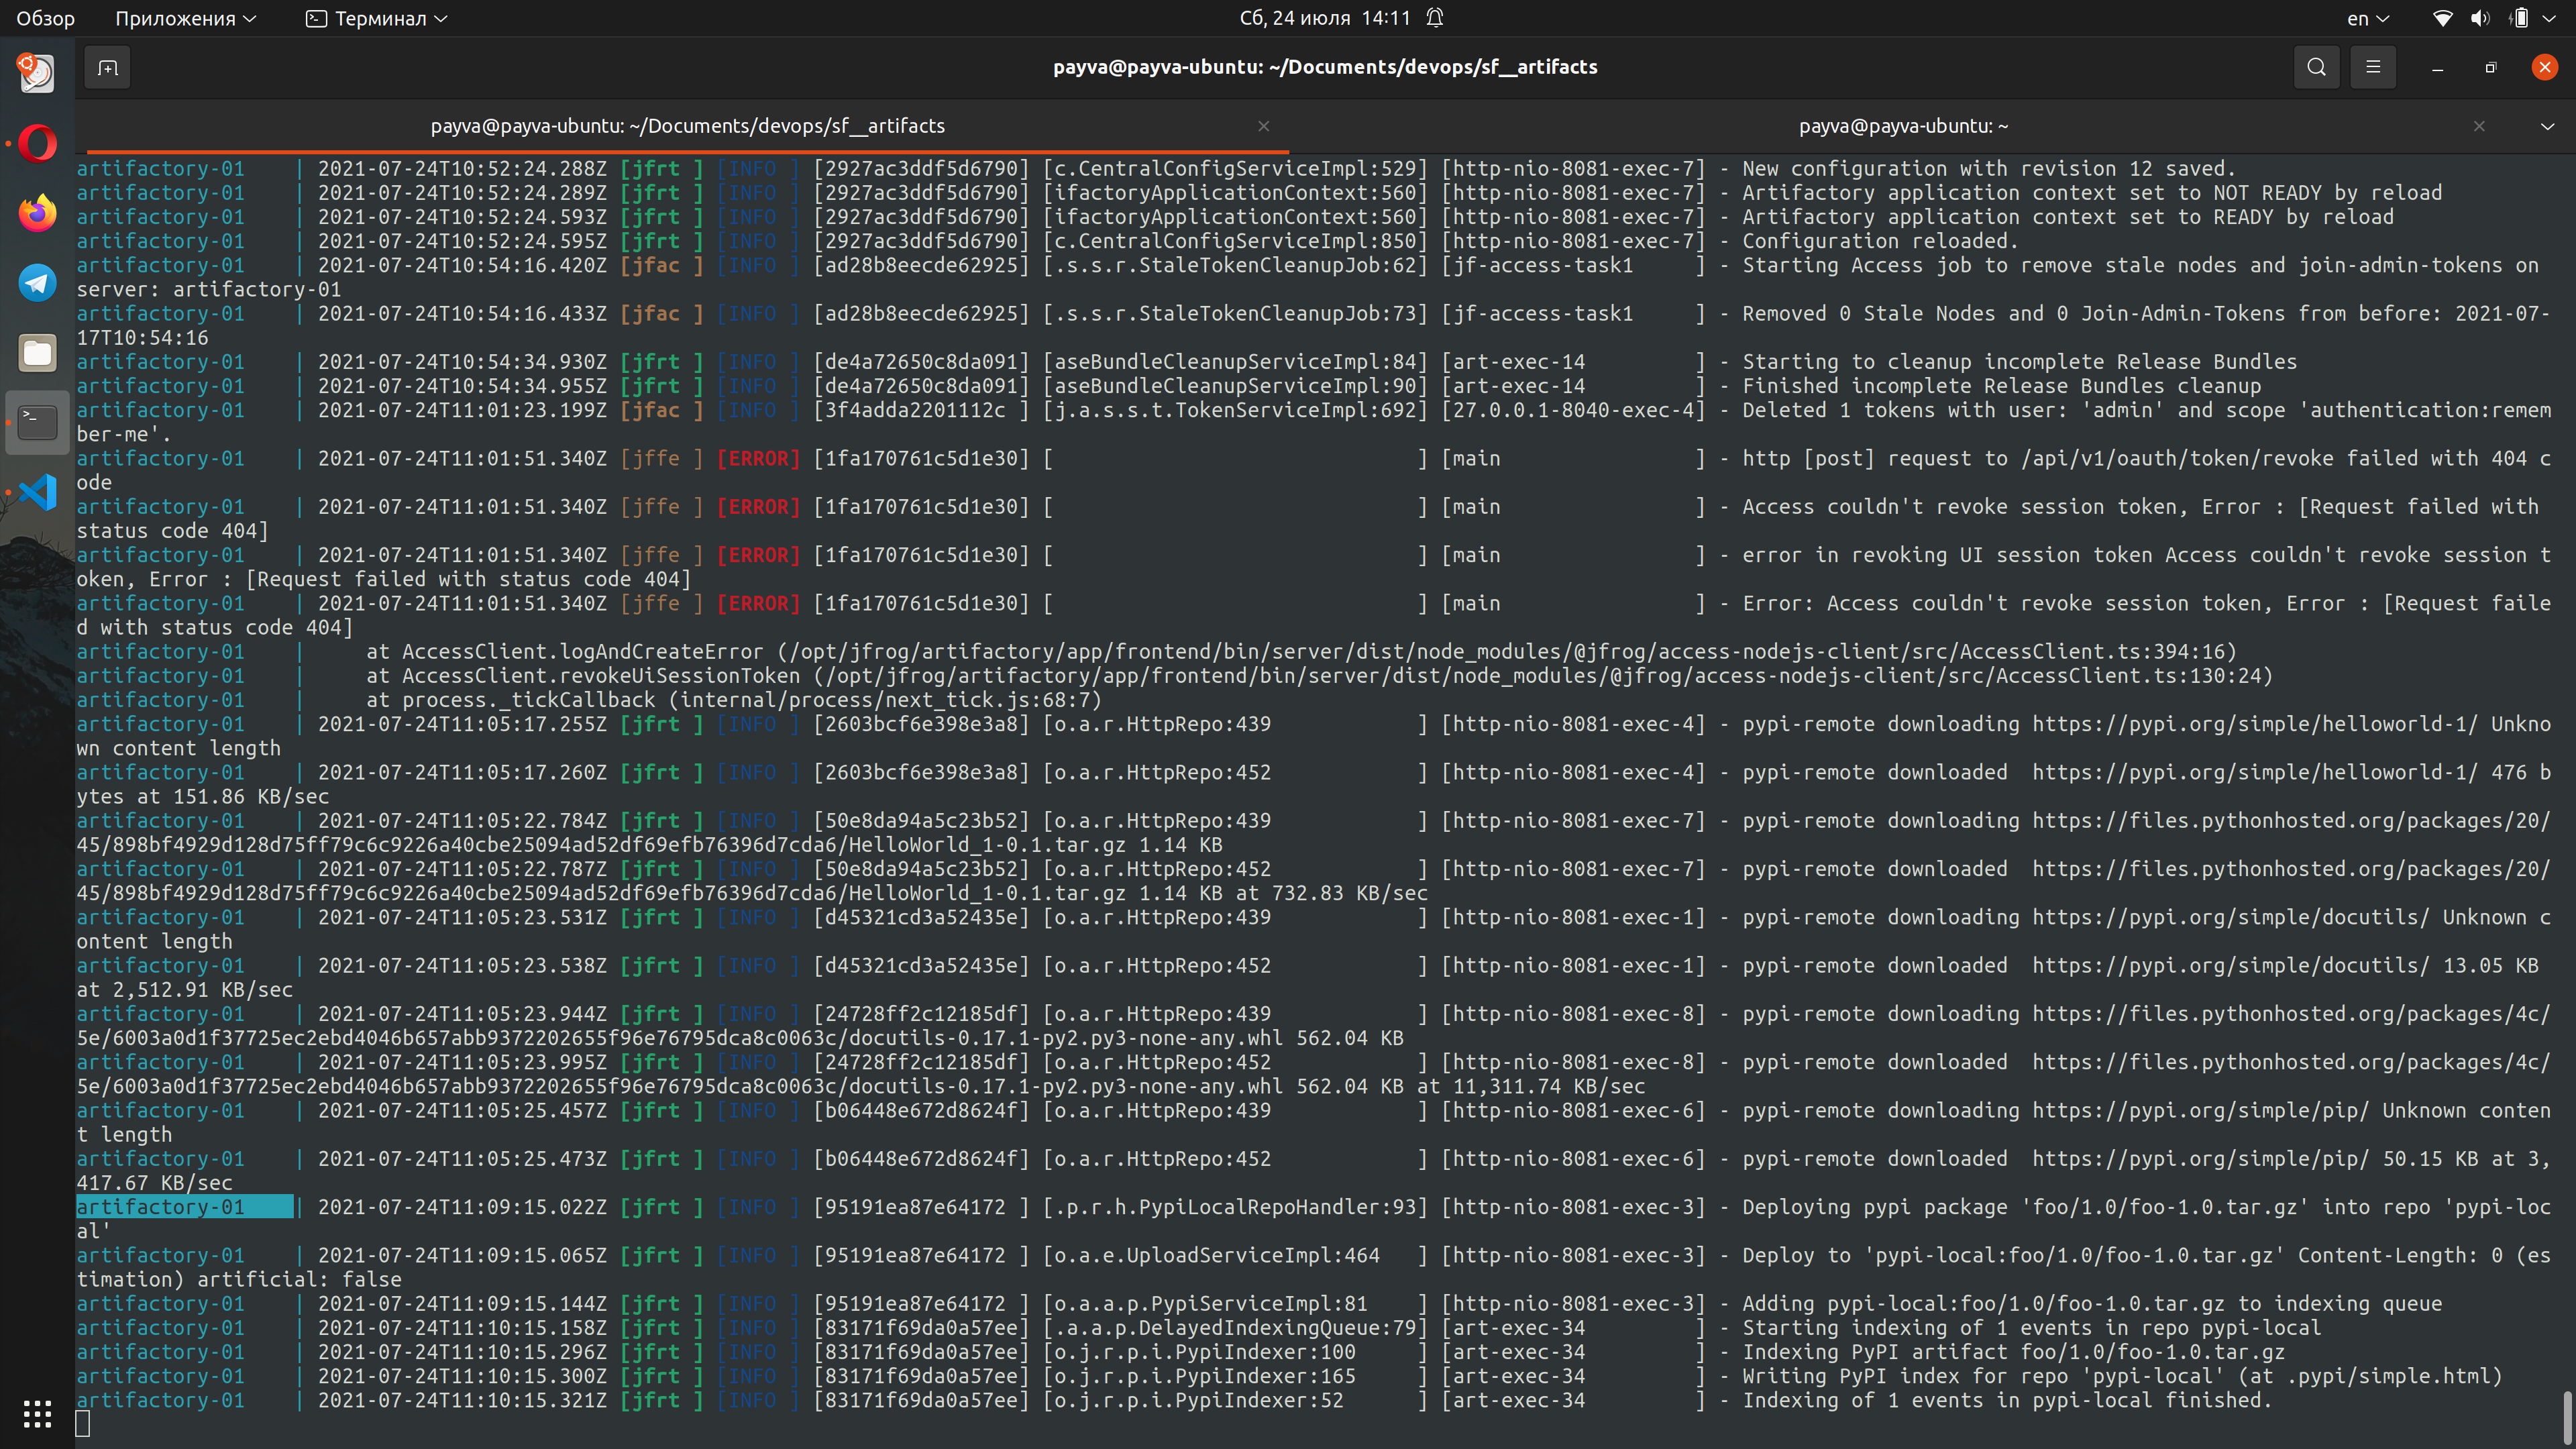 Обзор Приложения Терминал Сб, 24 июля 14:11 en
payva@payva-ubuntu: ~/Documents/devops/sf__artifacts
payva@payva-ubuntu: ~/Documents/devops/sf__artifacts payva@payva-ubuntu: ~
artifactory-01 | 2021-07-24T10:52:24.288Z [jfrt ] [INFO ] [2927ac3ddf5d6790] [c.CentralConfigServiceImpl:529] [http-nio-8081-exec-7] - New configuration with revision 12 saved.
artifactory-01 | 2021-07-24T10:52:24.289Z [jfrt ] [INFO ] [2927ac3ddf5d6790] [ifactoryApplicationContext:560] [http-nio-8081-exec-7] - Artifactory application context set to NOT READY by reload
artifactory-01 | 2021-07-24T10:52:24.593Z [jfrt ] [INFO ] [2927ac3ddf5d6790] [ifactoryApplicationContext:560] [http-nio-8081-exec-7] - Artifactory application context set to READY by reload
artifactory-01 | 2021-07-24T10:52:24.595Z [jfrt ] [INFO ] [2927ac3ddf5d6790] [c.CentralConfigServiceImpl:850] [http-nio-8081-exec-7] - Configuration reloaded.
artifactory-01 | 2021-07-24T10:54:16.420Z [jfac ] [INFO ] [ad28b8eecde62925] [.s.s.r.StaleTokenCleanupJob:62] [jf-access-task1 ] - Starting Access job to remove stale nodes and join-admin-tokens on
server: artifactory-01
artifactory-01 | 2021-07-24T10:54:16.433Z [jfac ] [INFO ] [ad28b8eecde62925] [.s.s.r.StaleTokenCleanupJob:73] [jf-access-task1 ] - Removed 0 Stale Nodes and 0 Join-Admin-Tokens from before: 2021-07-
17T10:54:16
artifactory-01 | 2021-07-24T10:54:34.930Z [jfrt ] [INFO ] [de4a72650c8da091] [aseBundleCleanupServiceImpl:84] [art-exec-14 ] - Starting to cleanup incomplete Release Bundles
artifactory-01 | 2021-07-24T10:54:34.955Z [jfrt ] [INFO ] [de4a72650c8da091] [aseBundleCleanupServiceImpl:90] [art-exec-14 ] - Finished incomplete Release Bundles cleanup
artifactory-01 | 2021-07-24T11:01:23.199Z [jfac ] [INFO ] [3f4adda2201112c ] [j.a.s.s.t.TokenServiceImpl:692] [27.0.0.1-8040-exec-4] - Deleted 1 tokens with user: 'admin' and scope 'authentication:remem
ber-me'.
artifactory-01 | 2021-07-24T11:01:51.340Z [jffe ] [ERROR] [1fa170761c5d1e30] [ ] [main ] - http [post] request to /api/v1/oauth/token/revoke failed with 404 c
ode
artifactory-01 | 2021-07-24T11:01:51.340Z [jffe ] [ERROR] [1fa170761c5d1e30] [ ] [main ] - Access couldn't revoke session token, Error : [Request failed with
status code 404]
artifactory-01 | 2021-07-24T11:01:51.340Z [jffe ] [ERROR] [1fa170761c5d1e30] [ ] [main ] - error in revoking UI session token Access couldn't revoke session t
oken, Error : [Request failed with status code 404]
artifactory-01 | 2021-07-24T11:01:51.340Z [jffe ] [ERROR] [1fa170761c5d1e30] [ ] [main ] - Error: Access couldn't revoke session token, Error : [Request faile
d with status code 404]
artifactory-01 | at AccessClient.logAndCreateError (/opt/jfrog/artifactory/app/frontend/bin/server/dist/node_modules/@jfrog/access-nodejs-client/src/AccessClient.ts:394:16)
artifactory-01 | at AccessClient.revokeUiSessionToken (/opt/jfrog/artifactory/app/frontend/bin/server/dist/node_modules/@jfrog/access-nodejs-client/src/AccessClient.ts:130:24)
artifactory-01 | at process._tickCallback (internal/process/next_tick.js:68:7)
artifactory-01 | 2021-07-24T11:05:17.255Z [jfrt ] [INFO ] [2603bcf6e398e3a8] [o.a.r.HttpRepo:439 ] [http-nio-8081-exec-4] - pypi-remote downloading https://pypi.org/simple/helloworld-1/ Unkno
wn content length
artifactory-01 | 2021-07-24T11:05:17.260Z [jfrt ] [INFO ] [2603bcf6e398e3a8] [o.a.r.HttpRepo:452 ] [http-nio-8081-exec-4] - pypi-remote downloaded  https://pypi.org/simple/helloworld-1/ 476 b
ytes at 151.86 KB/sec
artifactory-01 | 2021-07-24T11:05:22.784Z [jfrt ] [INFO ] [50e8da94a5c23b52] [o.a.r.HttpRepo:439 ] [http-nio-8081-exec-7] - pypi-remote downloading https://files.pythonhosted.org/packages/20/
45/898bf4929d128d75ff79c6c9226a40cbe25094ad52df69efb76396d7cda6/HelloWorld_1-0.1.tar.gz 1.14 KB
artifactory-01 | 2021-07-24T11:05:22.787Z [jfrt ] [INFO ] [50e8da94a5c23b52] [o.a.r.HttpRepo:452 ] [http-nio-8081-exec-7] - pypi-remote downloaded  https://files.pythonhosted.org/packages/20/
45/898bf4929d128d75ff79c6c9226a40cbe25094ad52df69efb76396d7cda6/HelloWorld_1-0.1.tar.gz 1.14 KB at 732.83 KB/sec
artifactory-01 | 2021-07-24T11:05:23.531Z [jfrt ] [INFO ] [d45321cd3a52435e] [o.a.r.HttpRepo:439 ] [http-nio-8081-exec-1] - pypi-remote downloading https://pypi.org/simple/docutils/ Unknown c
ontent length
artifactory-01 | 2021-07-24T11:05:23.538Z [jfrt ] [INFO ] [d45321cd3a52435e] [o.a.r.HttpRepo:452 ] [http-nio-8081-exec-1] - pypi-remote downloaded  https://pypi.org/simple/docutils/ 13.05 KB
at 2,512.91 KB/sec
artifactory-01 | 2021-07-24T11:05:23.944Z [jfrt ] [INFO ] [24728ff2c12185df] [o.a.r.HttpRepo:439 ] [http-nio-8081-exec-8] - pypi-remote downloading https://files.pythonhosted.org/packages/4c/
5e/6003a0d1f37725ec2ebd4046b657abb9372202655f96e76795dca8c0063c/docutils-0.17.1-py2.py3-none-any.whl 562.04 KB
artifactory-01 | 2021-07-24T11:05:23.995Z [jfrt ] [INFO ] [24728ff2c12185df] [o.a.r.HttpRepo:452 ] [http-nio-8081-exec-8] - pypi-remote downloaded  https://files.pythonhosted.org/packages/4c/
5e/6003a0d1f37725ec2ebd4046b657abb9372202655f96e76795dca8c0063c/docutils-0.17.1-py2.py3-none-any.whl 562.04 KB at 11,311.74 KB/sec
artifactory-01 | 2021-07-24T11:05:25.457Z [jfrt ] [INFO ] [b06448e672d8624f] [o.a.r.HttpRepo:439 ] [http-nio-8081-exec-6] - pypi-remote downloading https://pypi.org/simple/pip/ Unknown conten
t length
artifactory-01 | 2021-07-24T11:05:25.473Z [jfrt ] [INFO ] [b06448e672d8624f] [o.a.r.HttpRepo:452 ] [http-nio-8081-exec-6] - pypi-remote downloaded  https://pypi.org/simple/pip/ 50.15 KB at 3,
417.67 KB/sec
artifactory-01 | 2021-07-24T11:09:15.022Z [jfrt ] [INFO ] [95191ea87e64172 ] [.p.r.h.PypiLocalRepoHandler:93] [http-nio-8081-exec-3] - Deploying pypi package 'foo/1.0/foo-1.0.tar.gz' into repo 'pypi-loc
al'
artifactory-01 | 2021-07-24T11:09:15.065Z [jfrt ] [INFO ] [95191ea87e64172 ] [o.a.e.UploadServiceImpl:464 ] [http-nio-8081-exec-3] - Deploy to 'pypi-local:foo/1.0/foo-1.0.tar.gz' Content-Length: 0 (es
timation) artificial: false
artifactory-01 | 2021-07-24T11:09:15.144Z [jfrt ] [INFO ] [95191ea87e64172 ] [o.a.a.p.PypiServiceImpl:81 ] [http-nio-8081-exec-3] - Adding pypi-local:foo/1.0/foo-1.0.tar.gz to indexing queue
artifactory-01 | 2021-07-24T11:10:15.158Z [jfrt ] [INFO ] [83171f69da0a57ee] [.a.a.p.DelayedIndexingQueue:79] [art-exec-34 ] - Starting indexing of 1 events in repo pypi-local
artifactory-01 | 2021-07-24T11:10:15.296Z [jfrt ] [INFO ] [83171f69da0a57ee] [o.j.r.p.i.PypiIndexer:100 ] [art-exec-34 ] - Indexing PyPI artifact foo/1.0/foo-1.0.tar.gz
artifactory-01 | 2021-07-24T11:10:15.300Z [jfrt ] [INFO ] [83171f69da0a57ee] [o.j.r.p.i.PypiIndexer:165 ] [art-exec-34 ] - Writing PyPI index for repo 'pypi-local' (at .pypi/simple.html)
artifactory-01 | 2021-07-24T11:10:15.321Z [jfrt ] [INFO ] [83171f69da0a57ee] [o.j.r.p.i.PypiIndexer:52 ] [art-exec-34 ] - Indexing of 1 events in pypi-local finished.